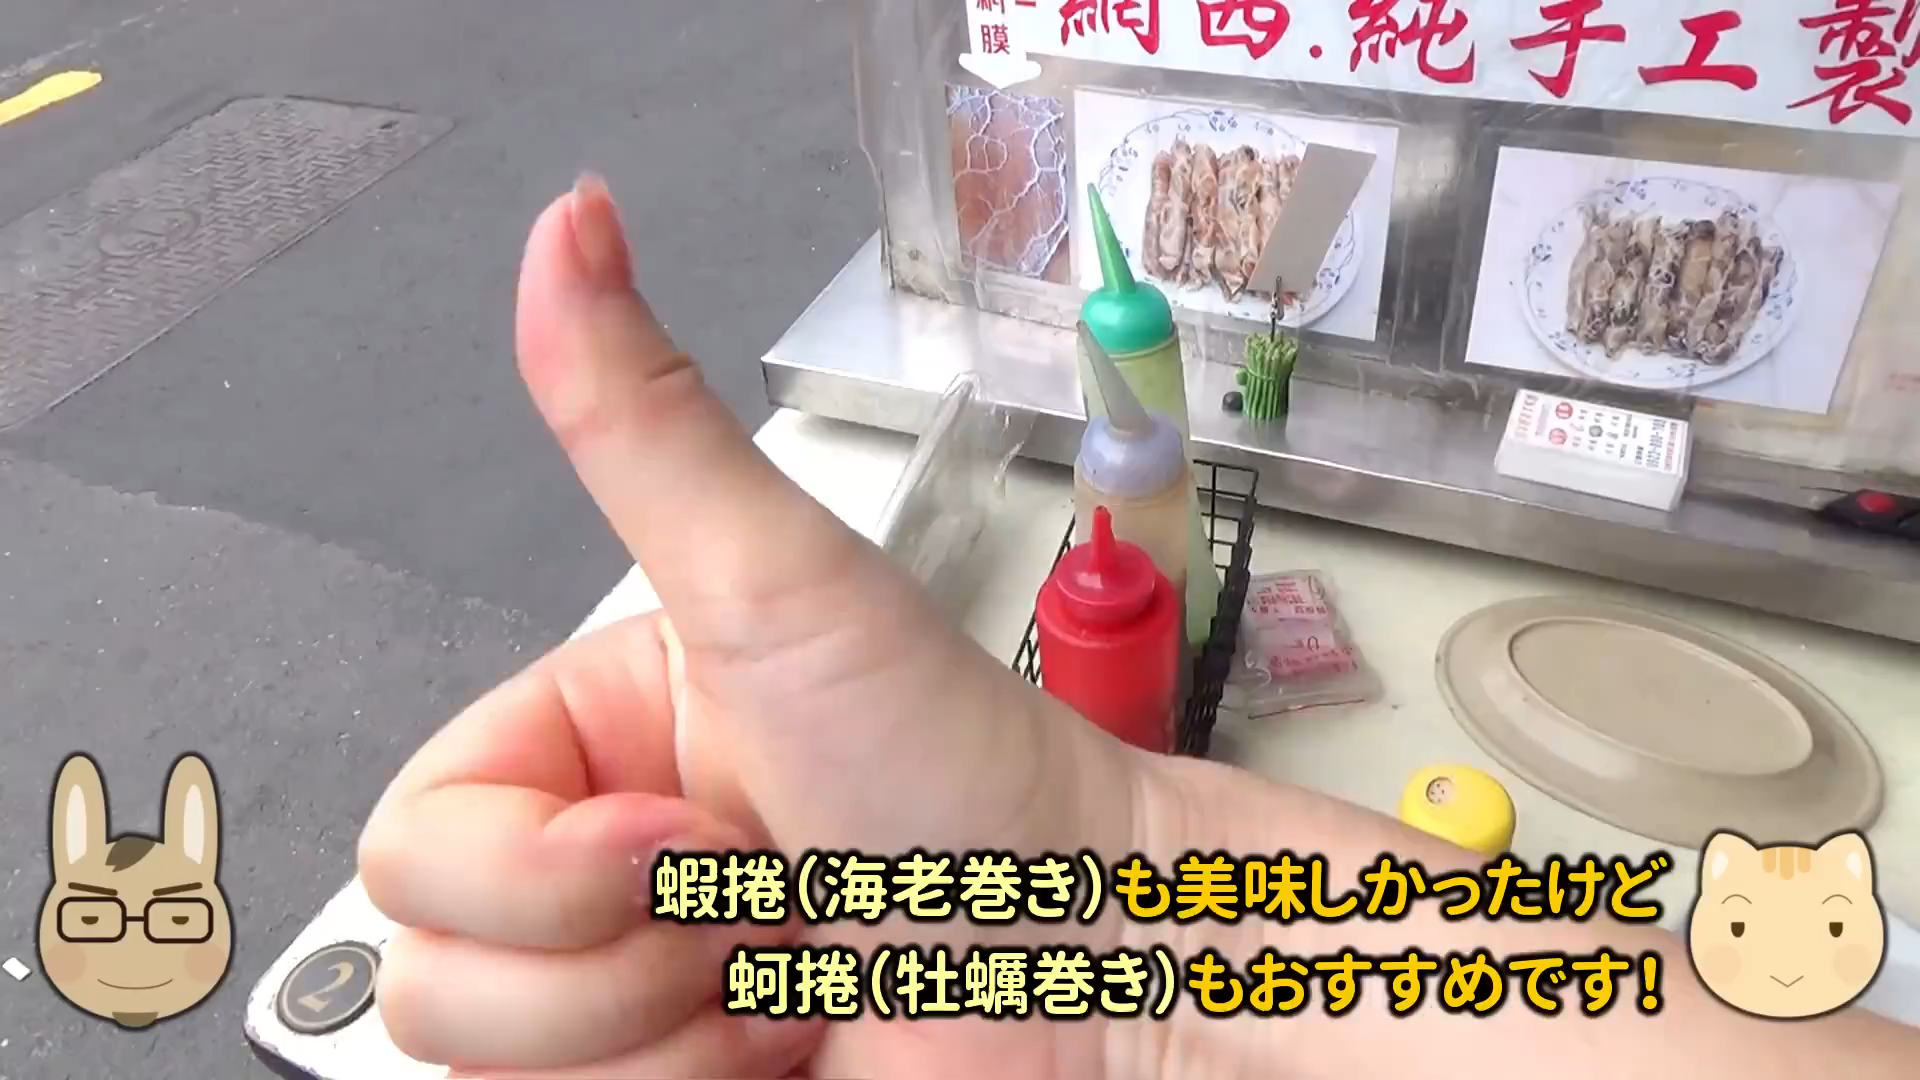 膜
網西.純手工製
2
蝦捲（海老巻き）も美味しかったけど
蚵捲（牡蠣巻き）もおすすめです！